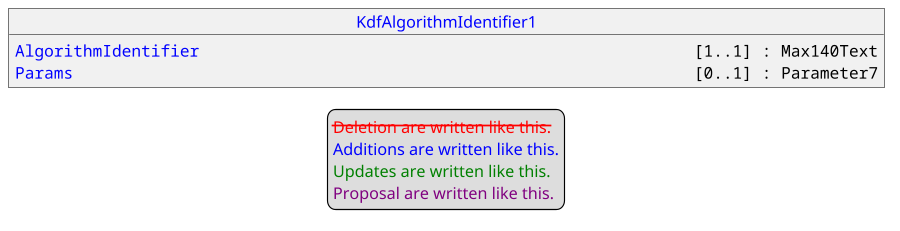 KdfAlgorithmIdentifier1
AlgorithmIdentifier [1..1] : Max140Text
Params [0..1] : Parameter7
Deletion are written like this.
Additions are written like this.
Updates are written like this.
Proposal are written like this.